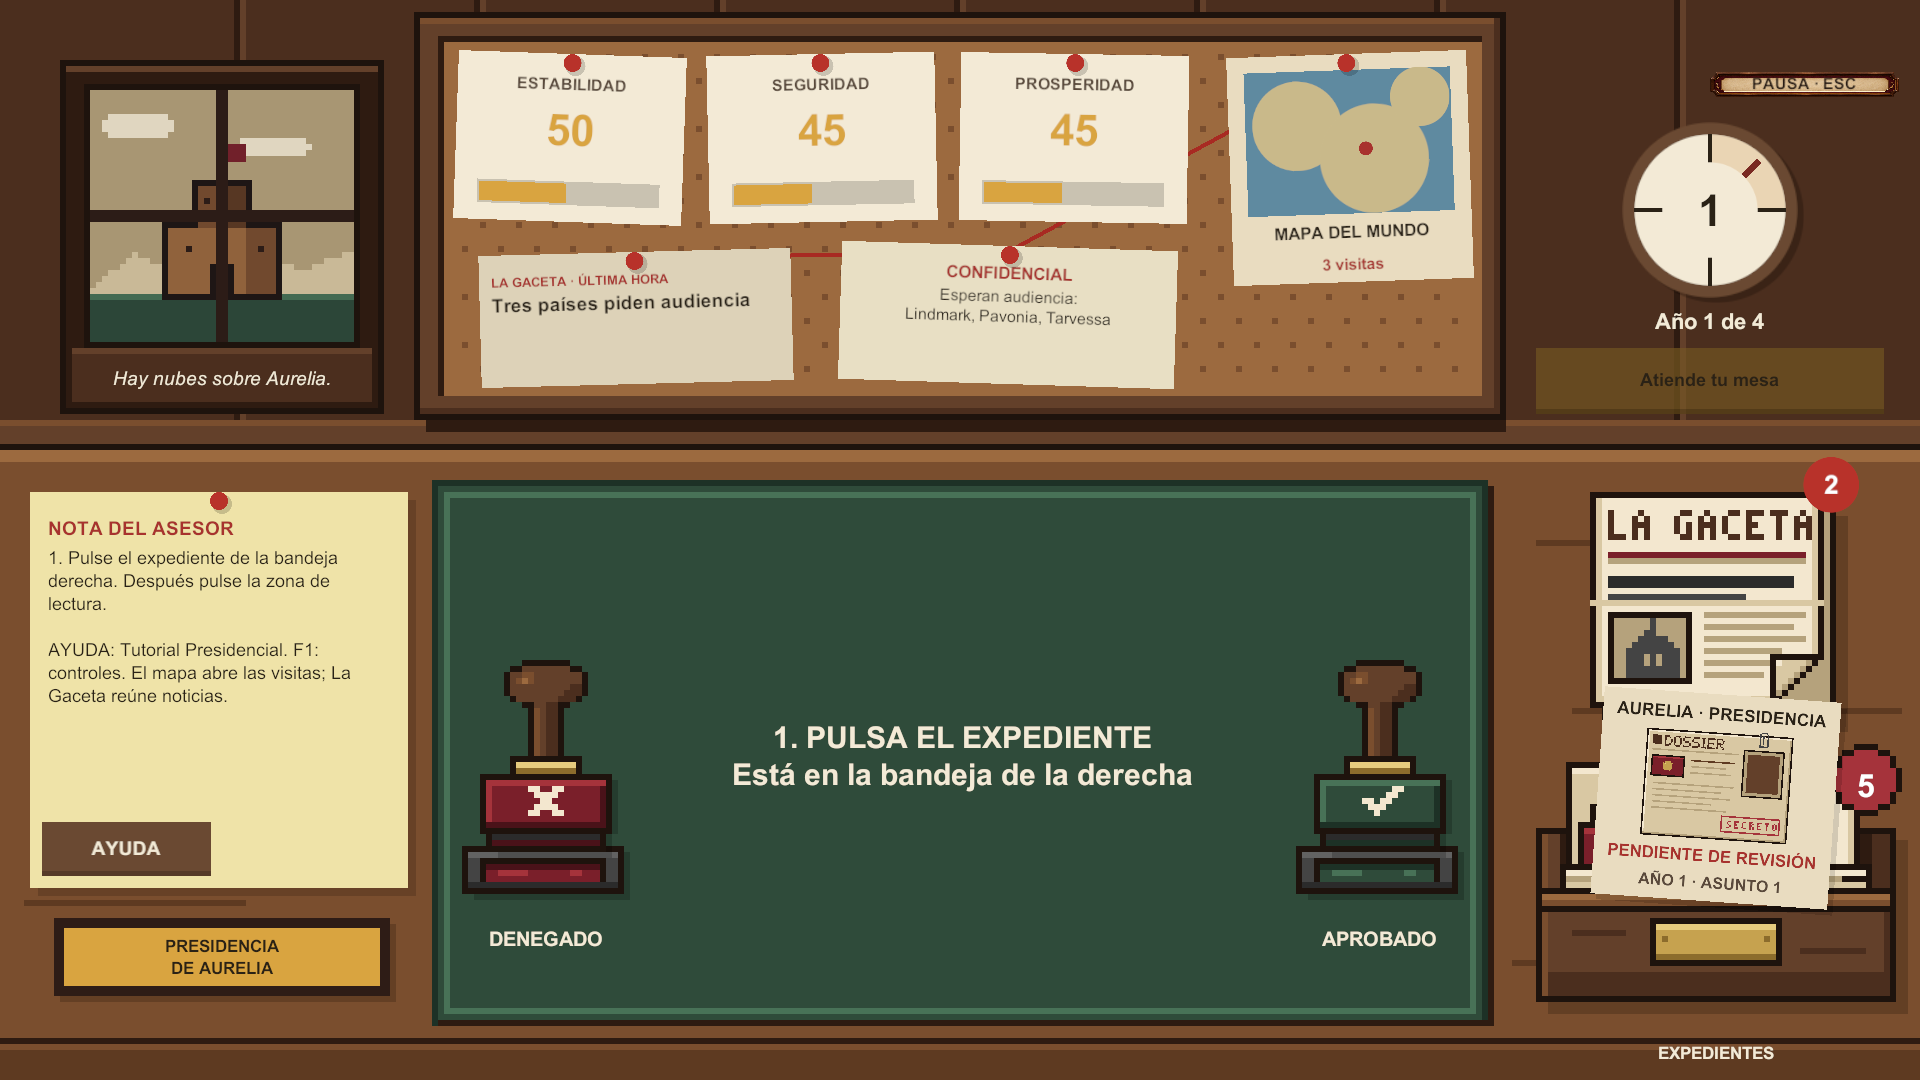 ESTABILIDAD
50
SEGURIDAD
45
PROSPERIDAD
45
MAPA DEL MUNDO
3 visitas
PAUSA · ESC
1
Año 1 de 4
Atiende tu mesa
Hay nubes sobre Aurelia.
LA GACETA · ÚLTIMA HORA
Tres países piden audiencia
CONFIDENCIAL
Esperan audiencia:
Lindmark, Pavonia, Tarvessa
NOTA DEL ASESOR
1. Pulse el expediente de la bandeja
derecha. Después pulse la zona de
lectura.
AYUDA: Tutorial Presidencial. F1:
controles. El mapa abre las visitas; La
Gaceta reúne noticias.
AYUDA
PRESIDENCIA
DE AURELIA
1. PULSA EL EXPEDIENTE
Está en la bandeja de la derecha
DENEGADO
APROBADO
2
LA GACETA
AURELIA · PRESIDENCIA
DOSSIER
SECRETO
5
PENDIENTE DE REVISIÓN
AÑO 1 · ASUNTO 1
EXPEDIENTES